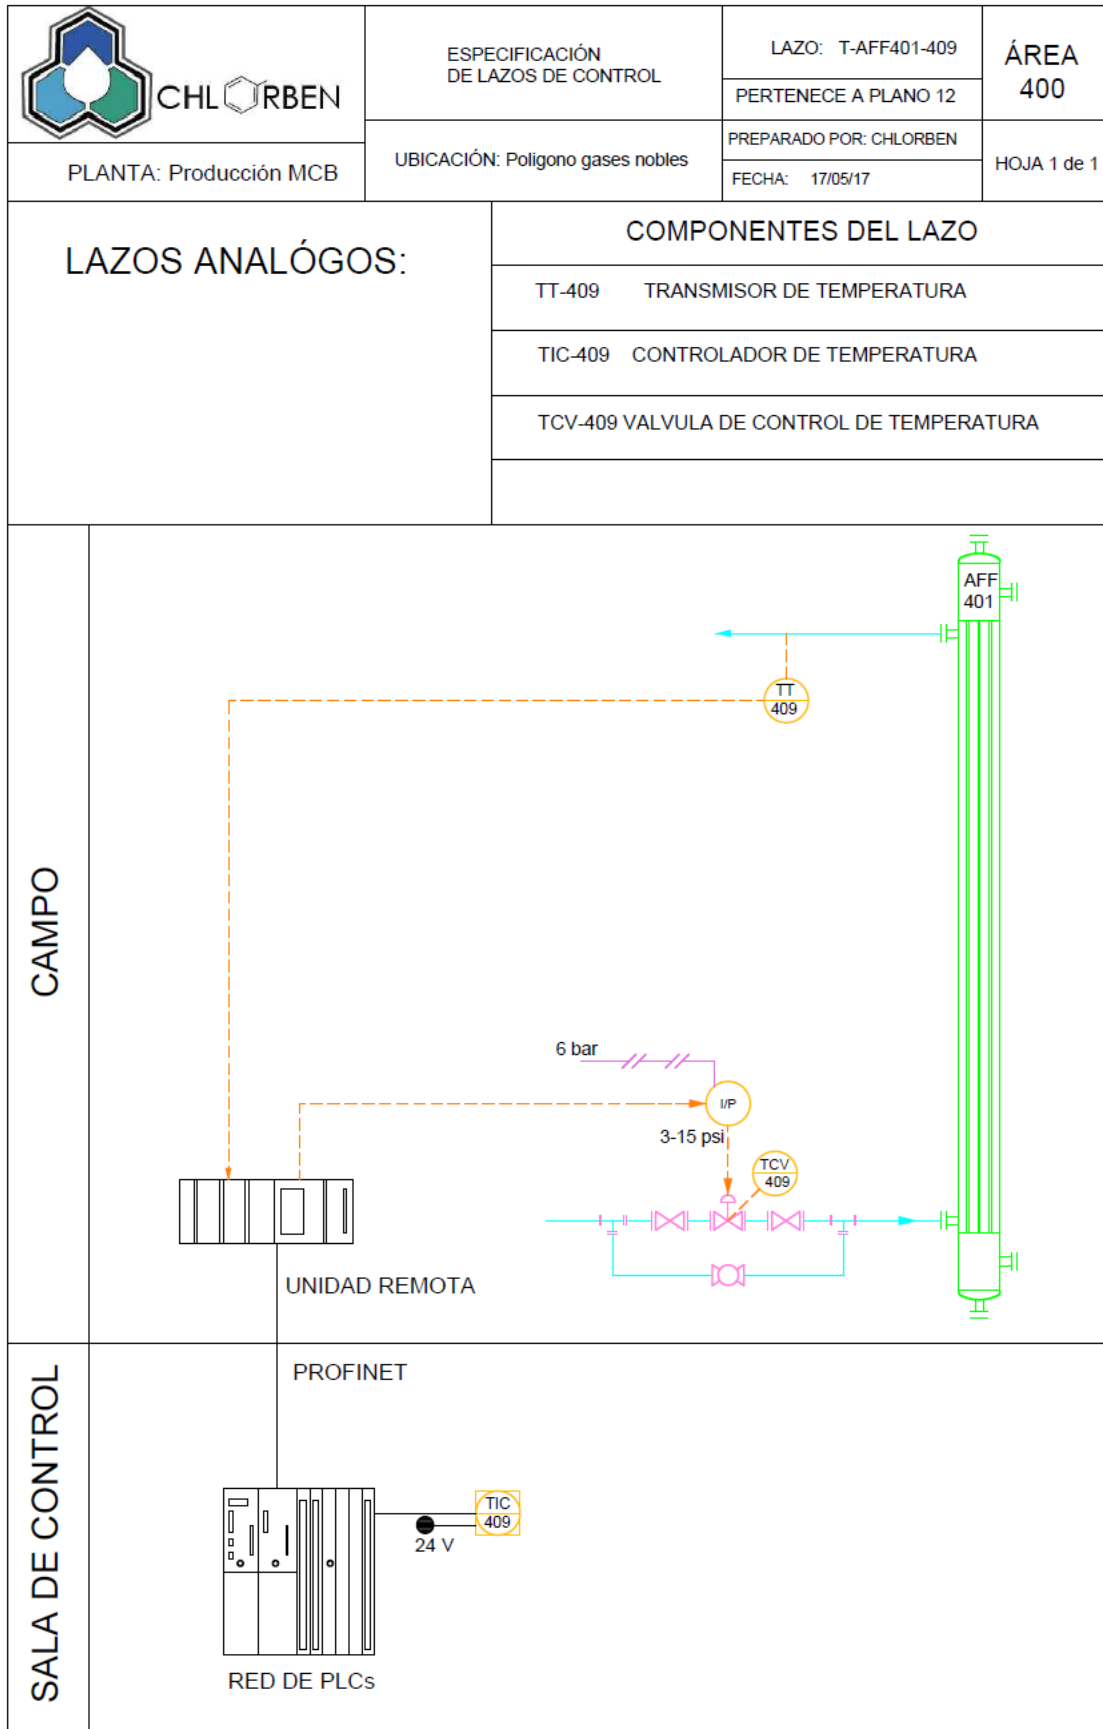 CHLORBEN
PLANTA: Producción MCB
ESPECIFICACIÓN
DE LAZOS DE CONTROL
UBICACIÓN: Poligono gases nobles
LAZO: T-AFF401-409
PERTENECE A PLANO 12
PREPARADO POR: CHLORBEN
FECHA: 17/05/17
ÁREA
400
HOJA 1 de 1
LAZOS ANALÓGOS:
COMPONENTES DEL LAZO
TT-409 TRANSMISOR DE TEMPERATURA
TIC-409 CONTROLADOR DE TEMPERATURA
TCV-409 VALVULA DE CONTROL DE TEMPERATURA
CAMPO
AFF
401
TT
409
6 bar
I/P
3-15 psi
TCV
409
UNIDAD REMOTA
SALA DE CONTROL
PROFINET
TIC
409
24 V
RED DE PLCs